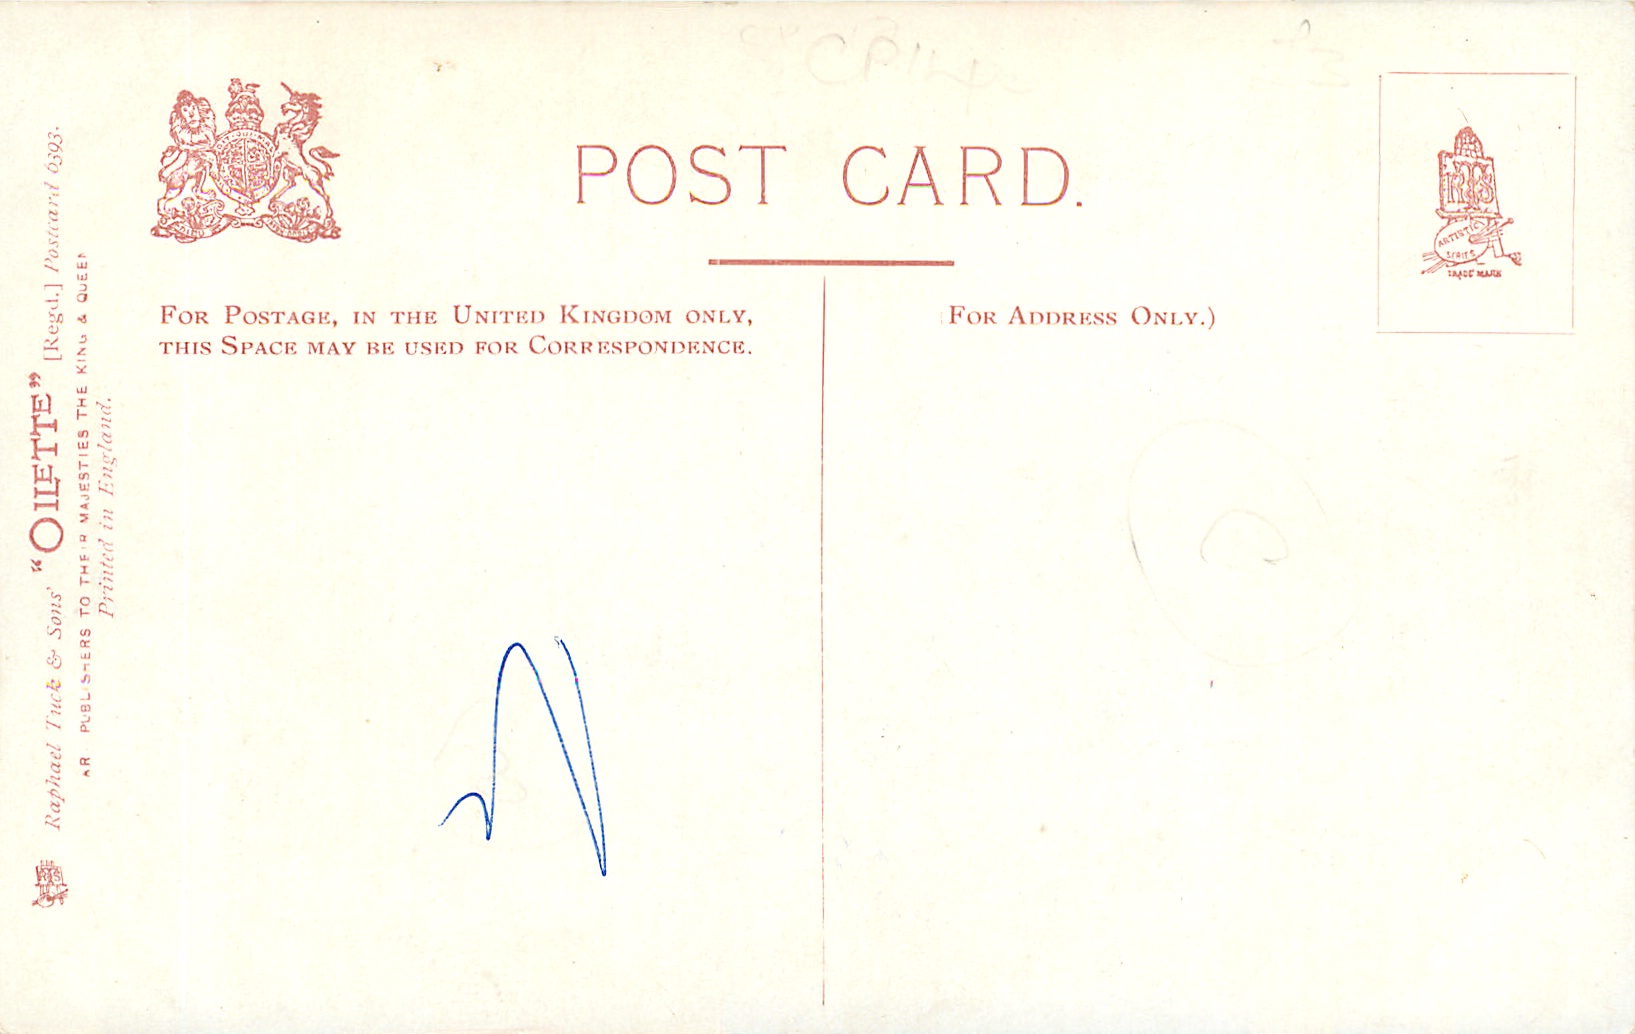 POST CARD.
FOR POSTAGE, IN THE UNITED KINGDOM ONLY,
THIS SPACE MAY BE USED FOR CORRESPONDENCE.
FOR ADDRESS ONLY.)
RTS
ARTISTIC
SERIES
TRADE MARK
Raphael Tuck & Sons' "OILETTE" [Regd.] Postcard 6393.
AR PUBLISHERS TO THEIR MAJESTIES THE KING & QUEEN
Printed in England.
N